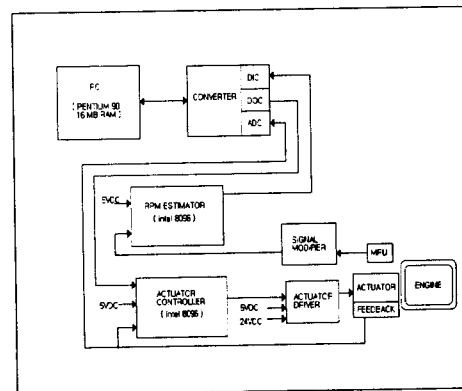 PC
( PENTIUM 90
16 MB RAM )
CONVERTER
DIC
DOC
ADC
5VDC
RPM ESTIMATOR
( intel 8096 )
SIGNAL
MODIFIER
MPU
ACTUATOR
CONTROLLER
( intel 8096 )
5VDC
5VDC
24VDC
ACTUATOR
DRIVER
ACTUATOR
FEEDBACK
ENGINE